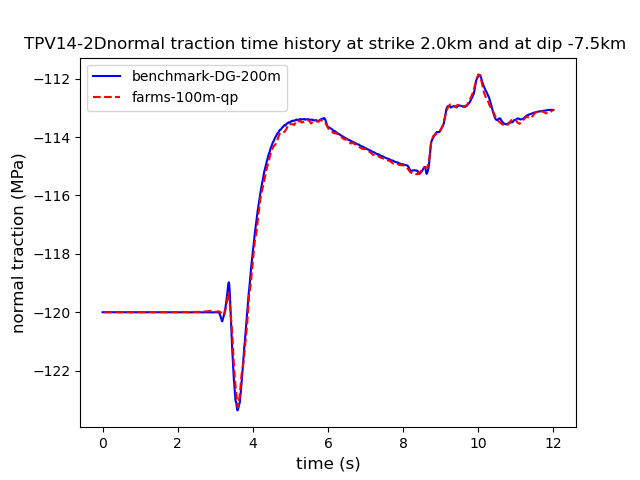 TPV14-2Dnormal traction time history at strike 2.0km and at dip -7.5km
benchmark-DG-200m
farms-100m-qp
normal traction (MPa)
−112
−114
−116
−118
−120
−122
0 2 4 6 8 10 12
time (s)